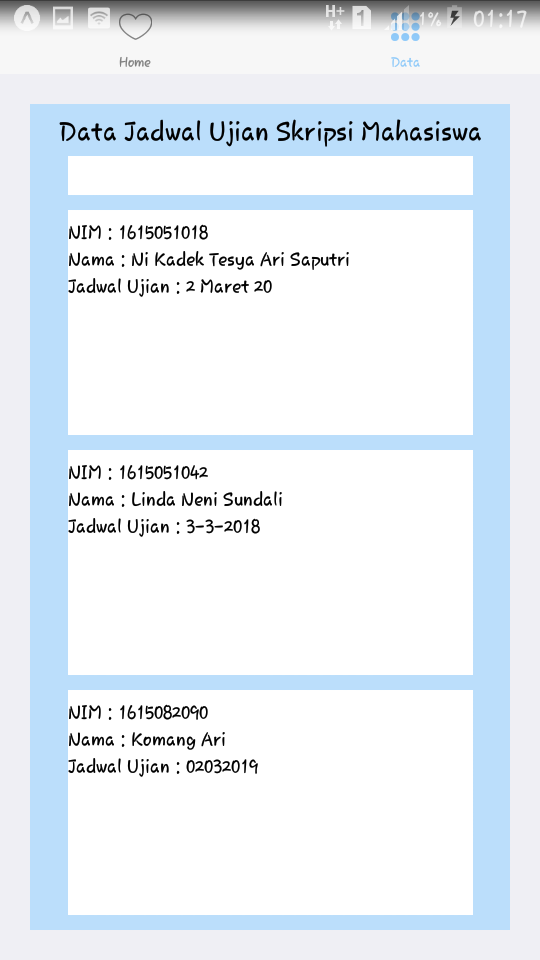 H+ 1 1% 01:17
Home Data
Data Jadwal Ujian Skripsi Mahasiswa
NIM : 1615051018
Nama : Ni Kadek Tesya Ari Saputri
Jadwal Ujian : 2 Maret 20
NIM : 1615051042
Nama : Linda Neni Sundali
Jadwal Ujian : 3-3-2018
NIM : 1615082090
Nama : Komang Ari
Jadwal Ujian : 02032019